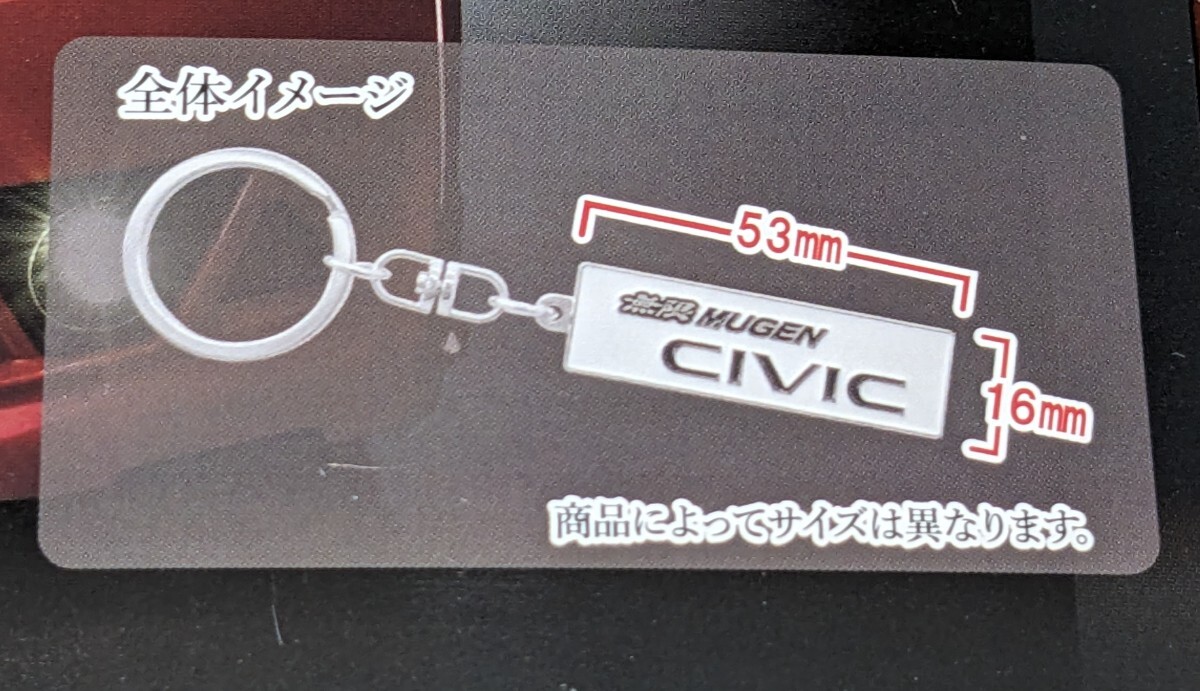 全体イメージ
53mm
無限 MUGEN
CIVIC
16mm
商品によってサイズは異なります。